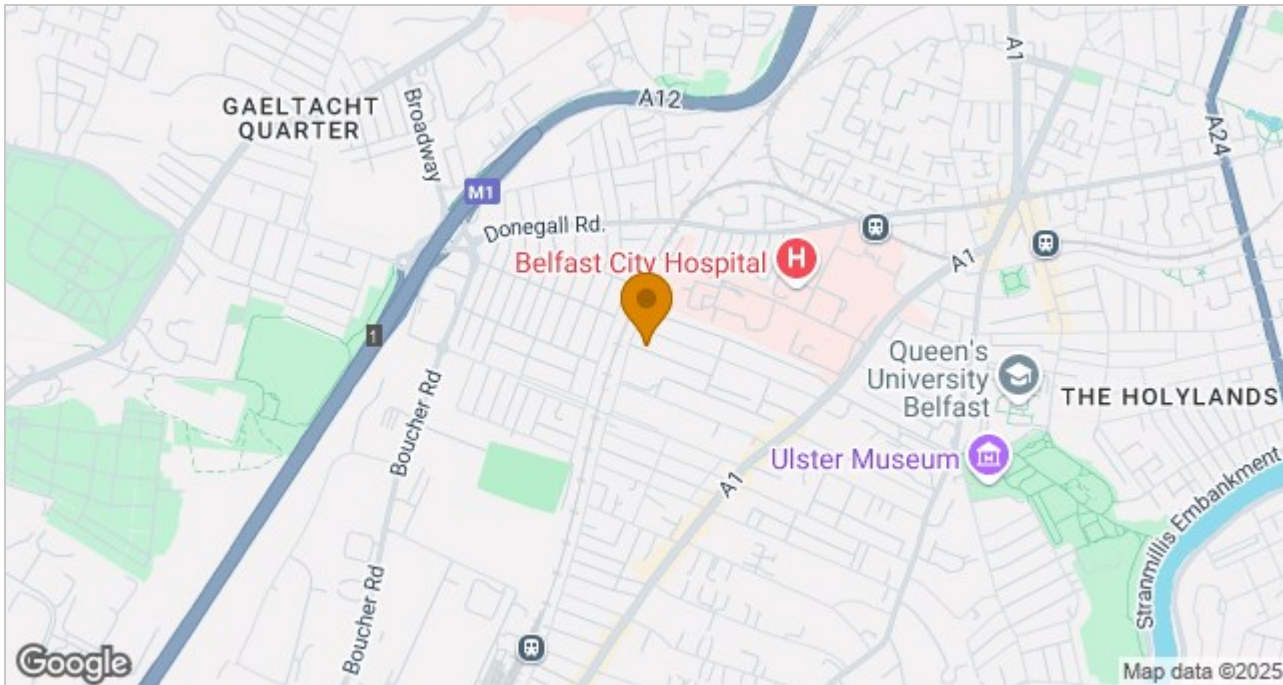 GAELTACHT
QUARTER
Broadway
A12
A1
A24
M1
Donegall Rd.
Belfast City Hospital
H
A1
1
Boucher Rd
Queen's
University
Belfast
THE HOLYLANDS
Ulster Museum
A1
Stranmillis Embankment
Boucher Rd
Google
Map data ©2025